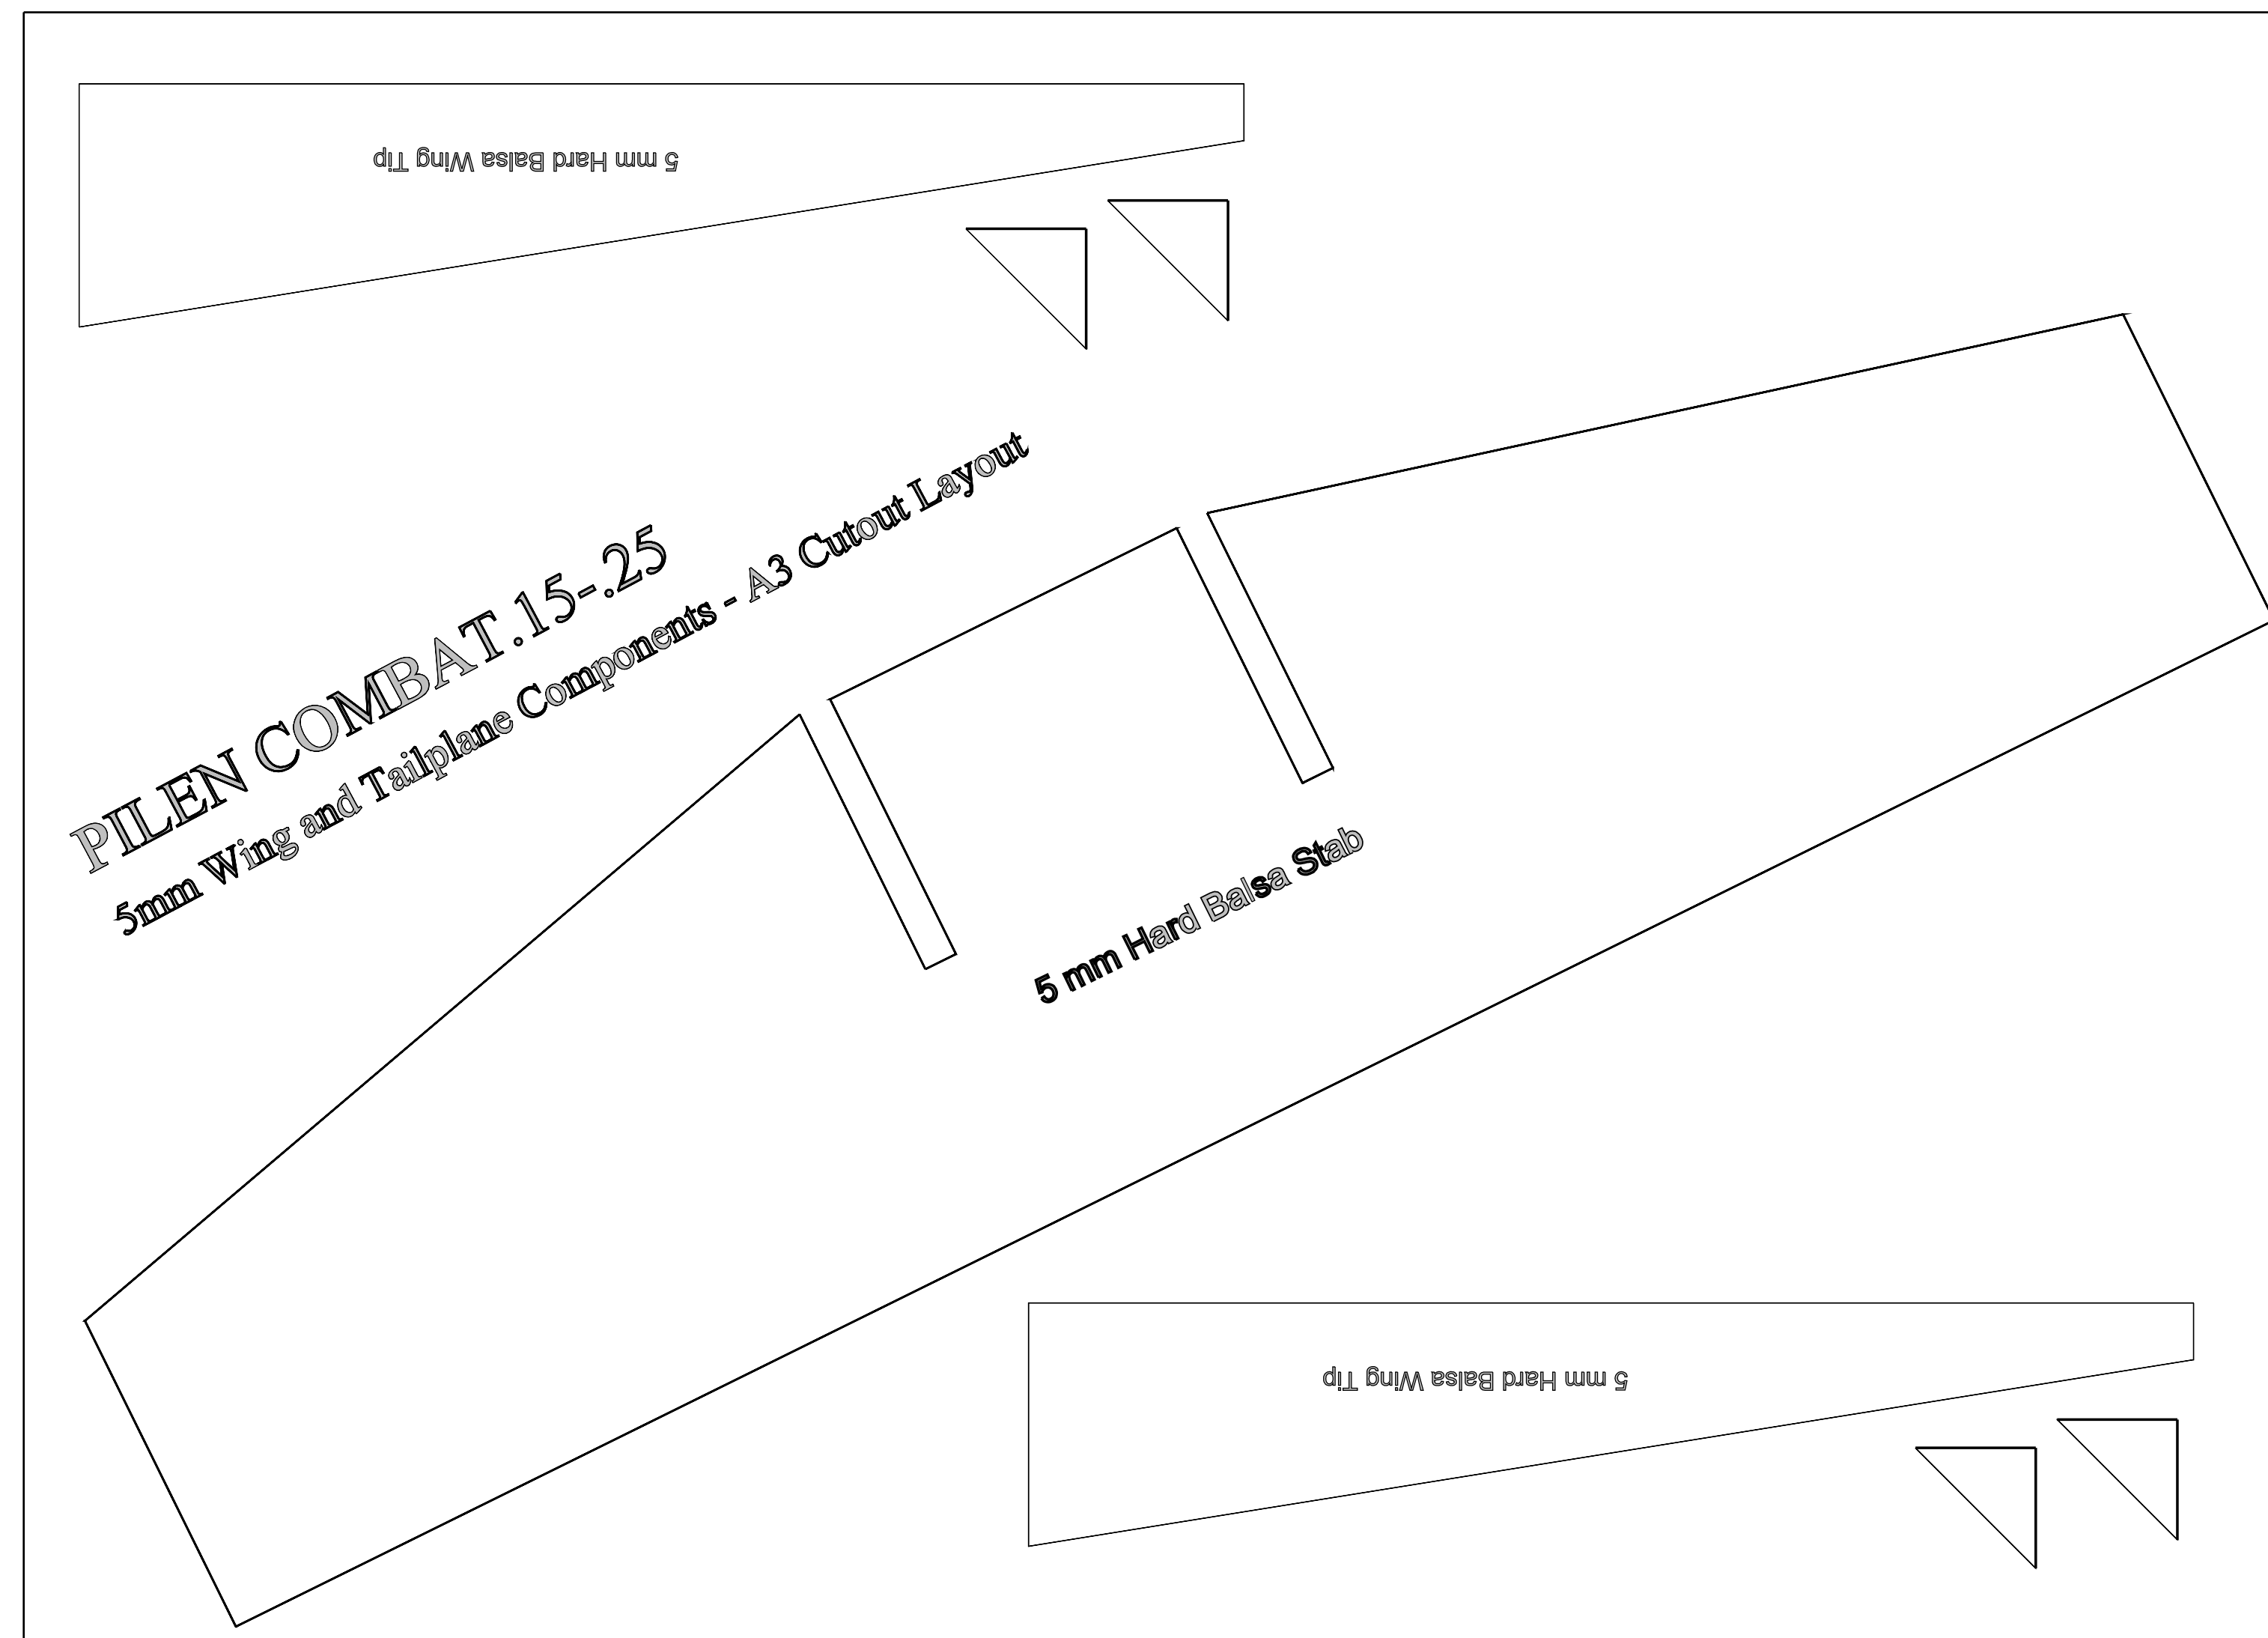 5 mm Hard Balsa Wing Tip
PILEN COMBAT .15-.25
5mm Wing and Tailplane Components - A3 Cutout Layout
5 mm Hard Balsa Stab
5 mm Hard Balsa Wing Tip